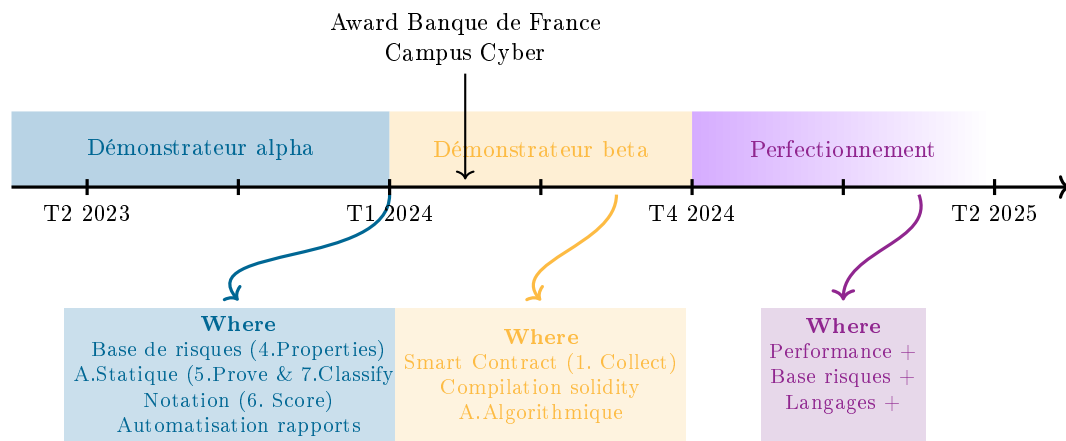 Award Banque de France
Campus Cyber
Démonstrateur alpha
Démonstrateur beta
Perfectionnement
T2 2023
T1 2024
T4 2024
T2 2025
Where
Base de risques (4.Properties)
A.Statique (5.Prove & 7.Classify
Notation (6. Score)
Automatisation rapports
Where
Smart Contract (1. Collect)
Compilation solidity
A.Algorithmique
Where
Performance +
Base risques +
Langages +